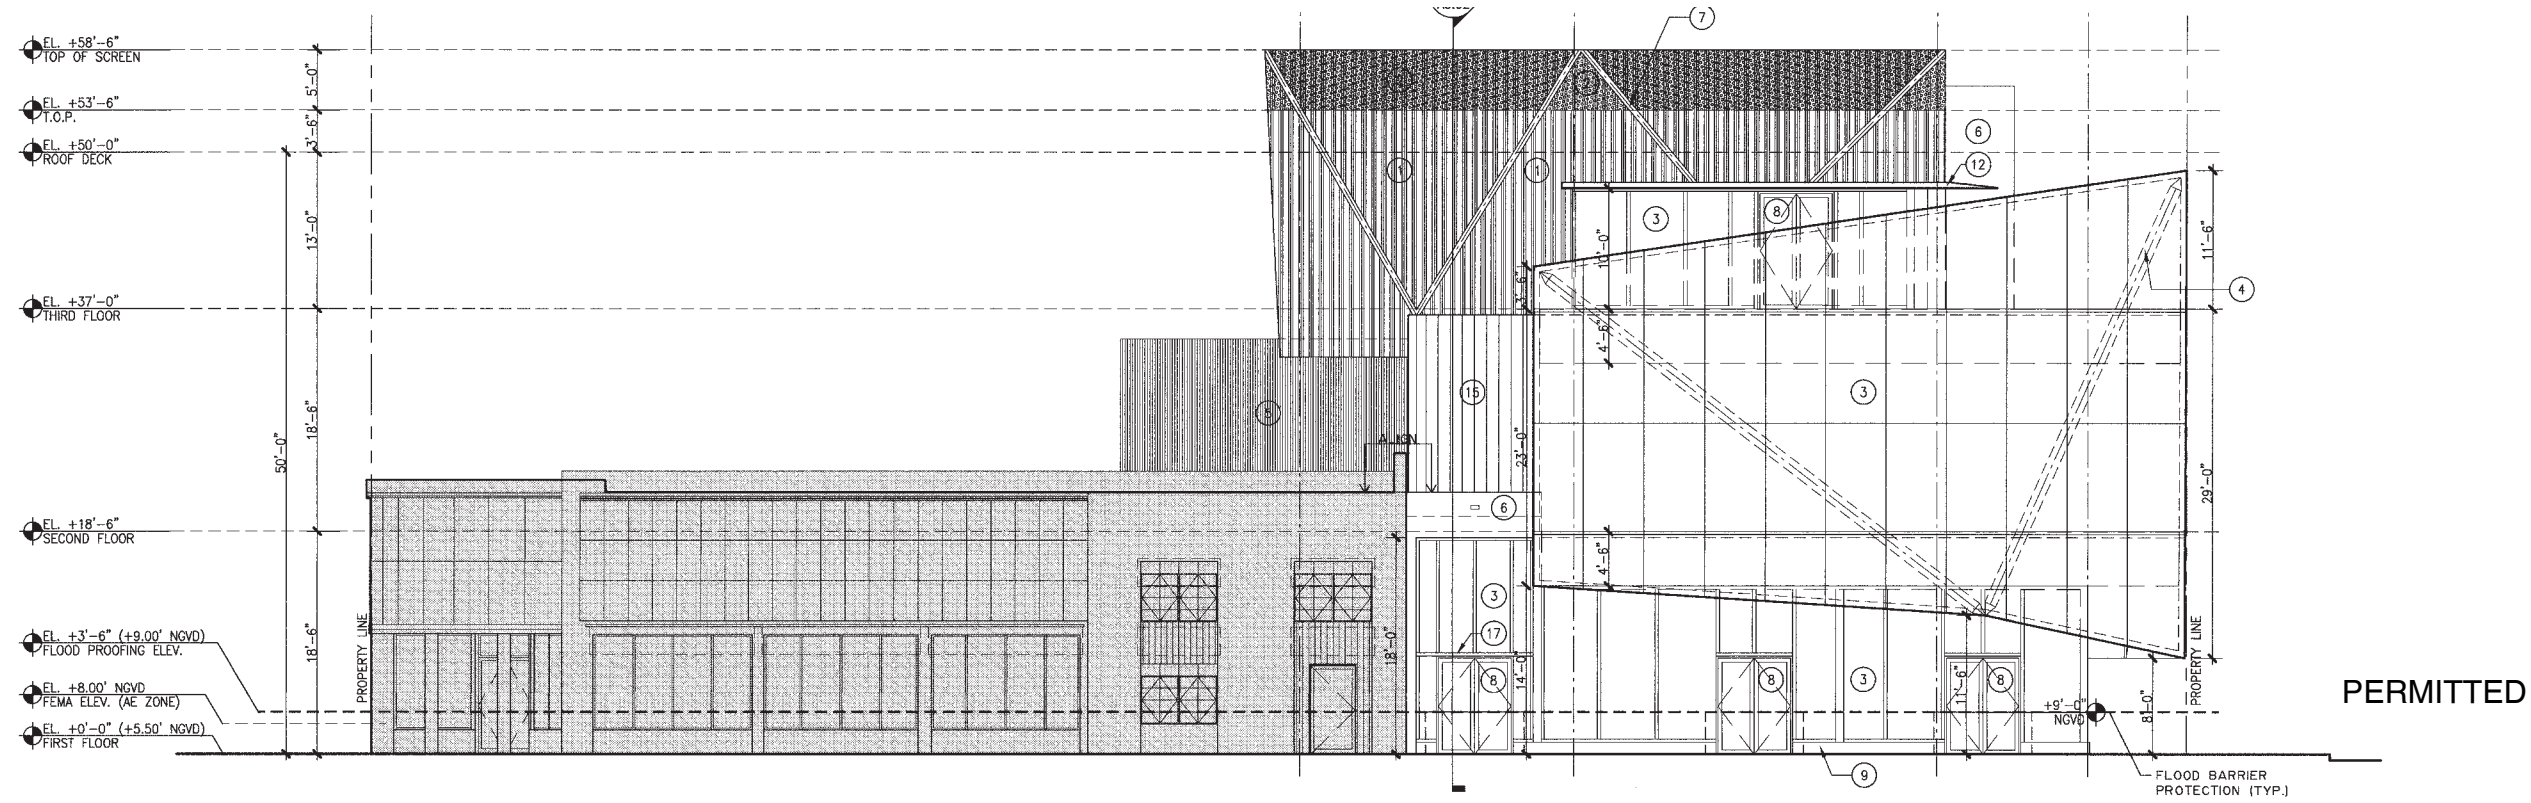 7
EL. +58'-6"
TOP OF SCREEN
5'-0"
EL. +53'-6"
T.O.P.
3'-6"
EL. +50'-0"
ROOF DECK
6
12
1
1
3
8
13'-0"
10'-0"
11'-6"
3'-6"
4
EL. +37'-0"
THIRD FLOOR
4'-6"
15
3
5
18'-6"
50'-0"
ALIGN
23'-0"
29'-0"
6
EL. +18'-6"
SECOND FLOOR
4'-6"
3
17
18'-0"
18'-6"
EL. +3'-6" (+9.00' NGVD)
FLOOD PROOFING ELEV.
PROPERTY LINE
PROPERTY LINE
14'-0"
8
8
3
11'-6"
8
8'-0"
EL. +8.00' NGVD
FEMA ELEV. (AE ZONE)
+9'-0"
NGVD
PERMITTED
EL. +0'-0" (+5.50' NGVD)
FIRST FLOOR
9
FLOOD BARRIER
PROTECTION (TYP.)